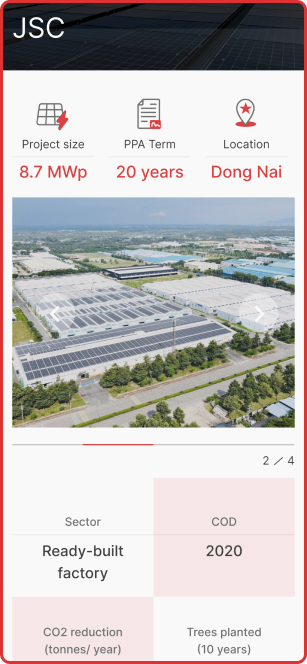 JSC
Project size
PPA Term
Location
8.7 MWp
20 years
Dong Nai
2 / 4
Sector
COD
Ready-built
factory
2020
CO2 reduction
(tonnes/ year)
Trees planted
(10 years)